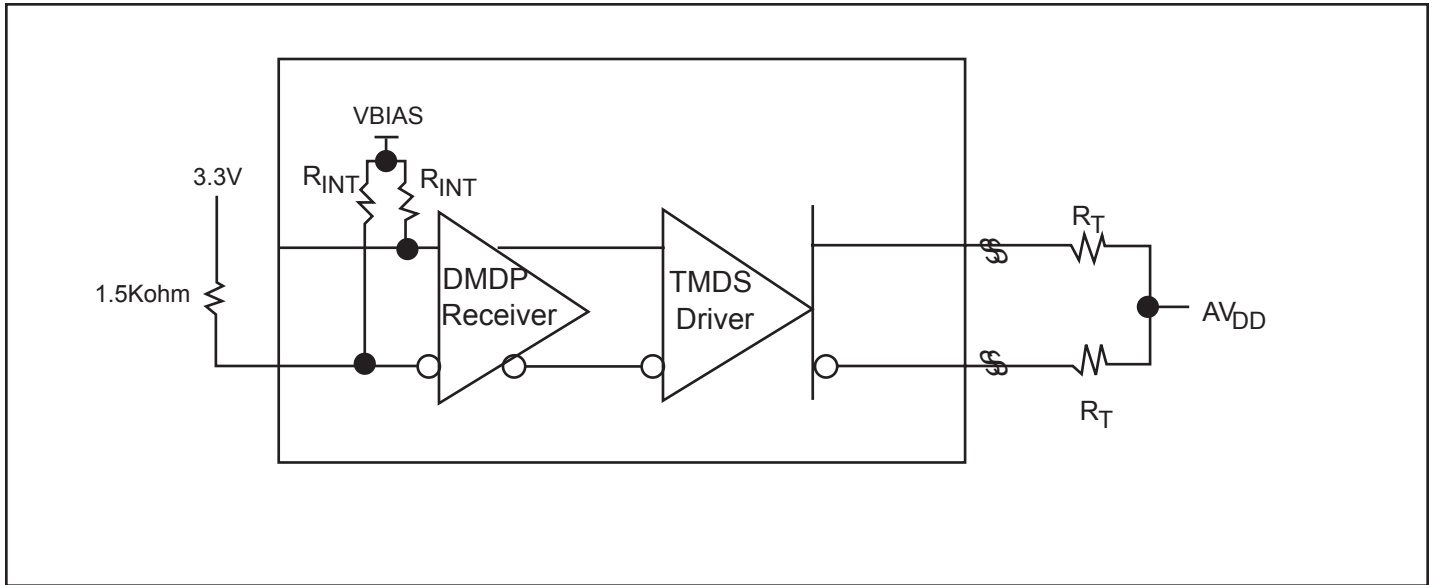 VBIAS
3.3V
RINT
RINT
1.5Kohm
DMDP
Receiver
TMDS
Driver
RT
AVDD
RT